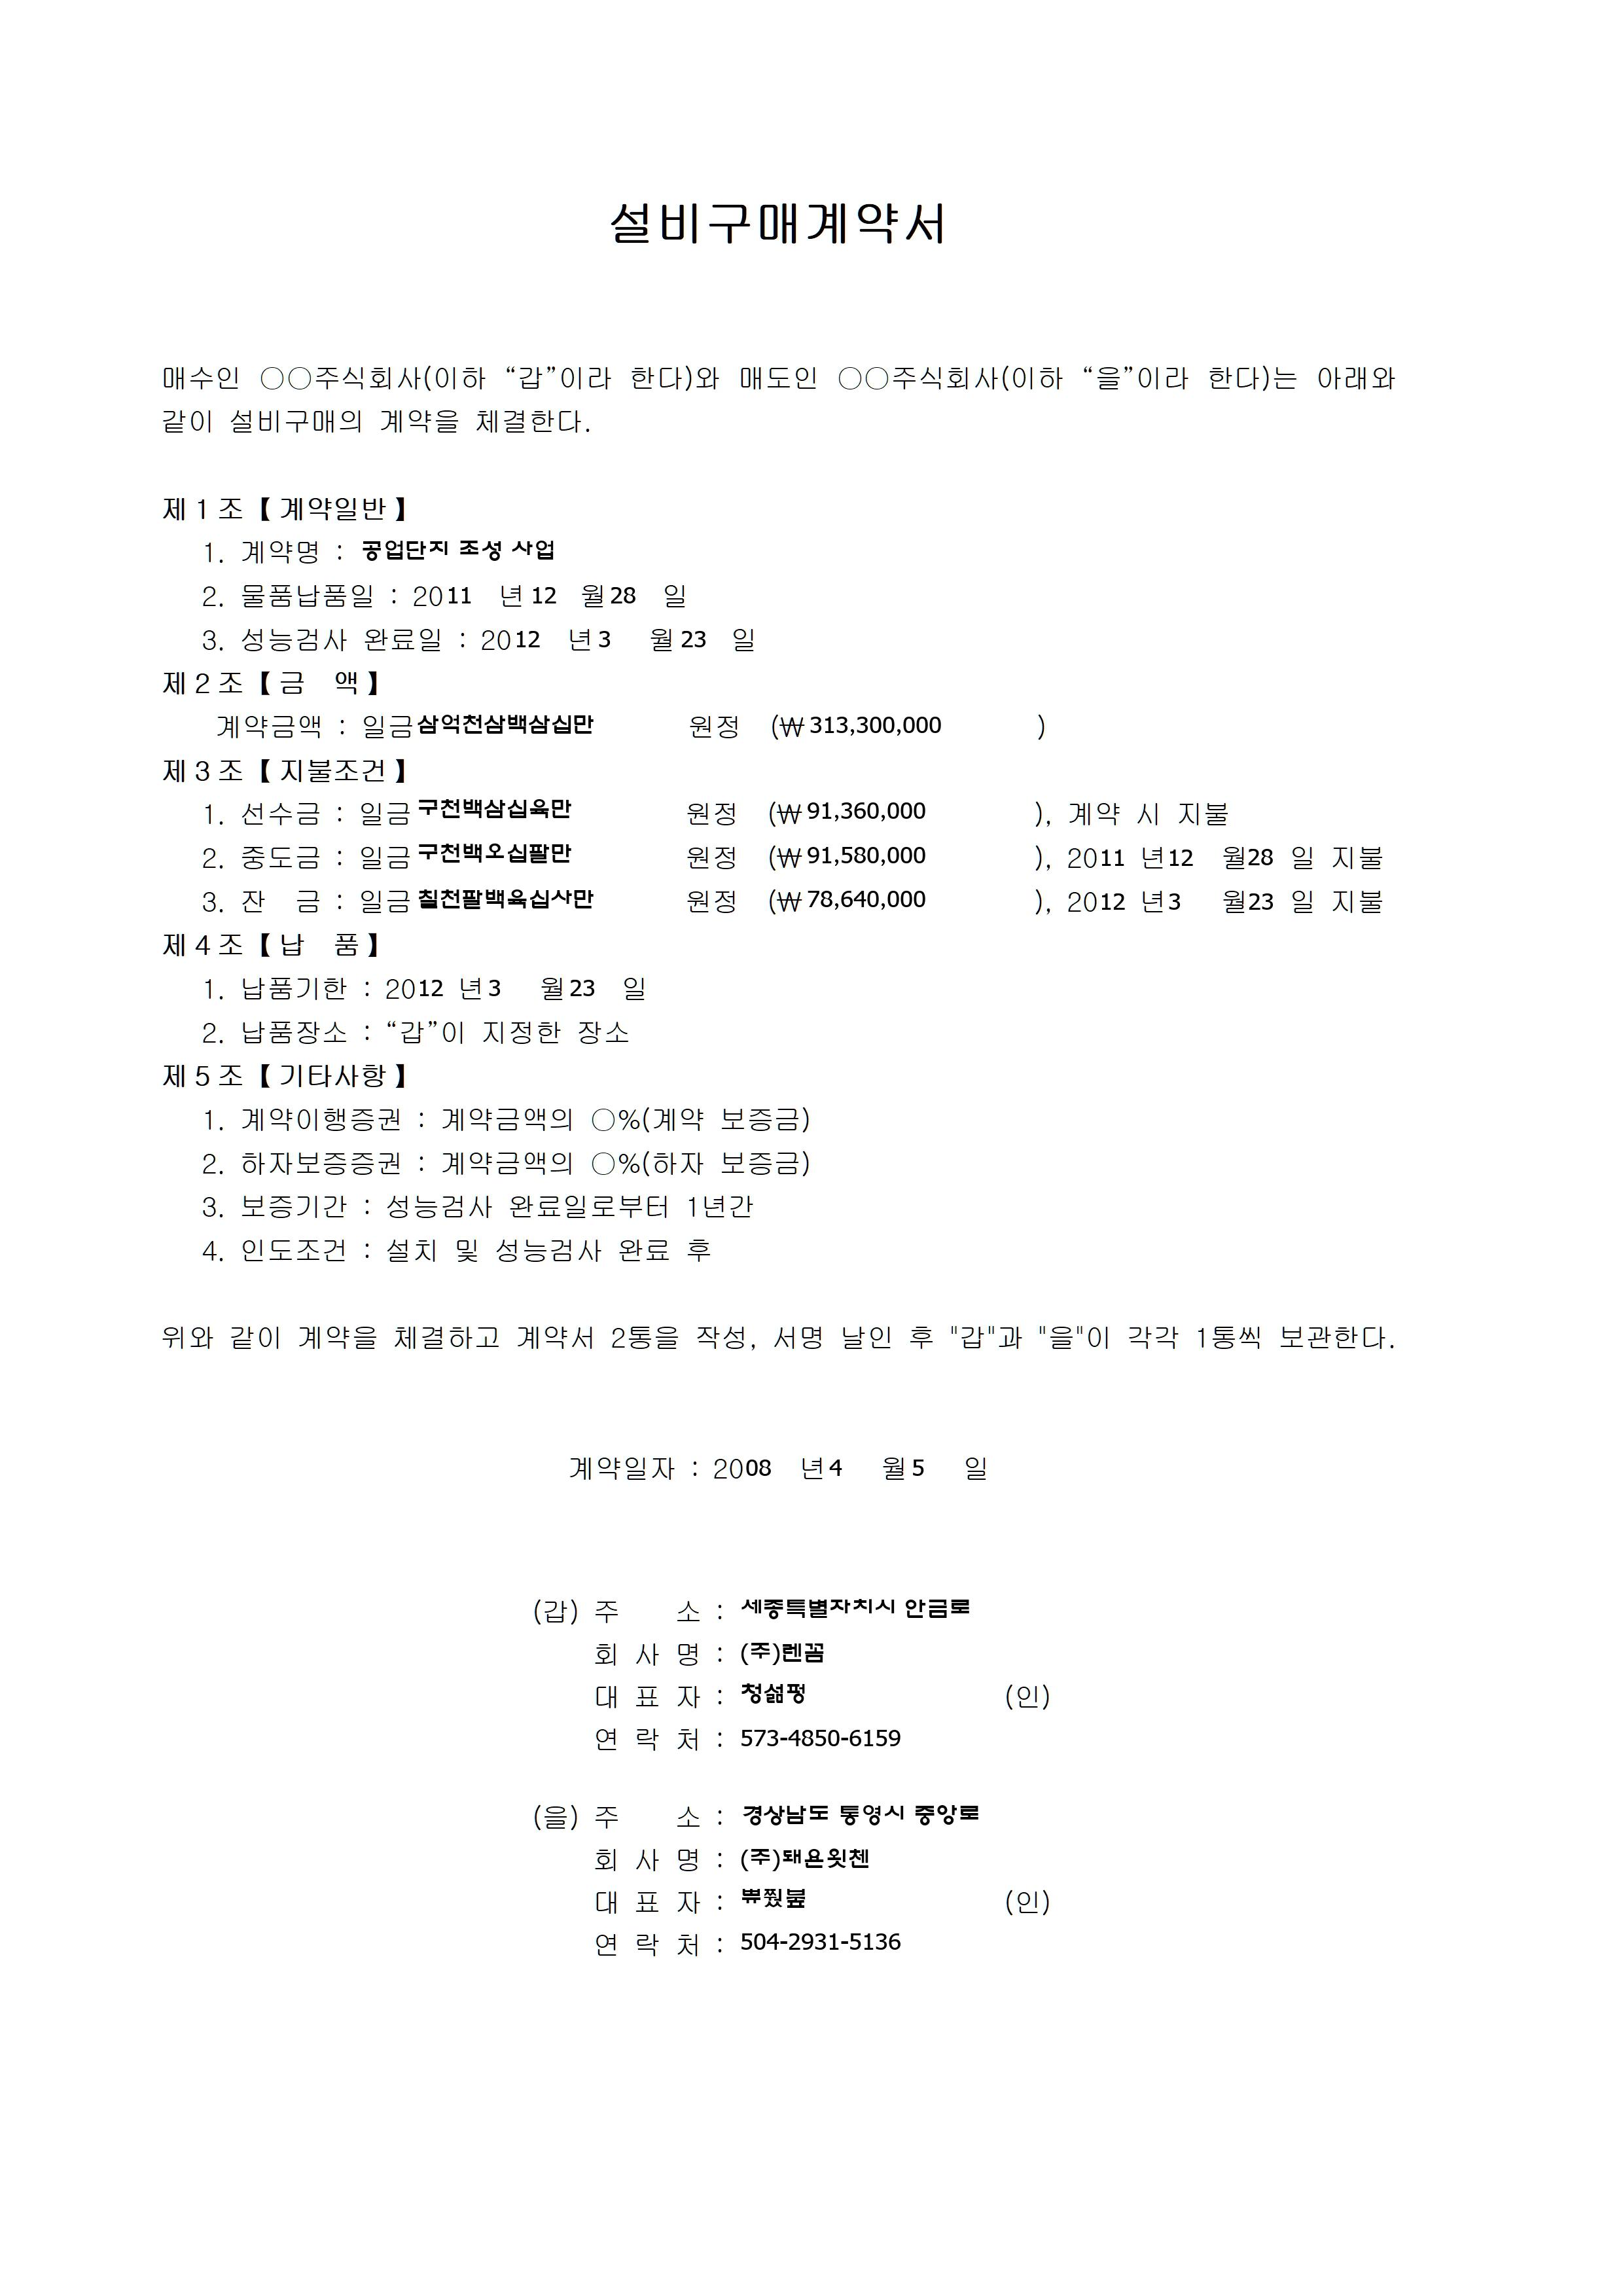 설비구매계약서
매수인 ○○주식회사(이하 “갑”이라 한다)와 매도인 ○○주식회사(이하 “을”이라 한다)는 아래와
같이 설비구매의 계약을 체결한다.
제1조【계약일반】
1. 계약명 : 공업단지 조성 사업
2. 물품납품일 : 2011 년 12 월 28 일
3. 성능검사 완료일 : 2012 년 3 월 23 일
제2조【금 액】
계약금액 : 일금 삼억천삼백삼십만 원정 (₩ 313,300,000 )
제3조【지불조건】
1. 선수금 : 일금 구천백삼십육만 원정 (₩ 91,360,000 ), 계약 시 지불
2. 중도금 : 일금 구천백오십팔만 원정 (₩ 91,580,000 ), 2011 년 12 월 28 일 지불
3. 잔 금 : 일금 칠천팔백육십사만 원정 (₩ 78,640,000 ), 2012 년 3 월 23 일 지불
제4조【납 품】
1. 납품기한 : 2012 년 3 월 23 일
2. 납품장소 : “갑”이 지정한 장소
제5조【기타사항】
1. 계약이행증권 : 계약금액의 ○%(계약 보증금)
2. 하자보증증권 : 계약금액의 ○%(하자 보증금)
3. 보증기간 : 성능검사 완료일로부터 1년간
4. 인도조건 : 설치 및 성능검사 완료 후
위와 같이 계약을 체결하고 계약서 2통을 작성, 서명 날인 후 "갑"과 "을"이 각각 1통씩 보관한다.
계약일자 : 2008 년 4 월 5 일
(갑) 주 소 : 세종특별자치시 안금로
회 사 명 : (주)렌꼼
대 표 자 : 청섦펑 (인)
연 락 처 : 573-4850-6159
(을) 주 소 : 경상남도 통영시 중앙로
회 사 명 : (주)퇘욘윗첸
대 표 자 : (인)
연 락 처 : 504-2931-5136